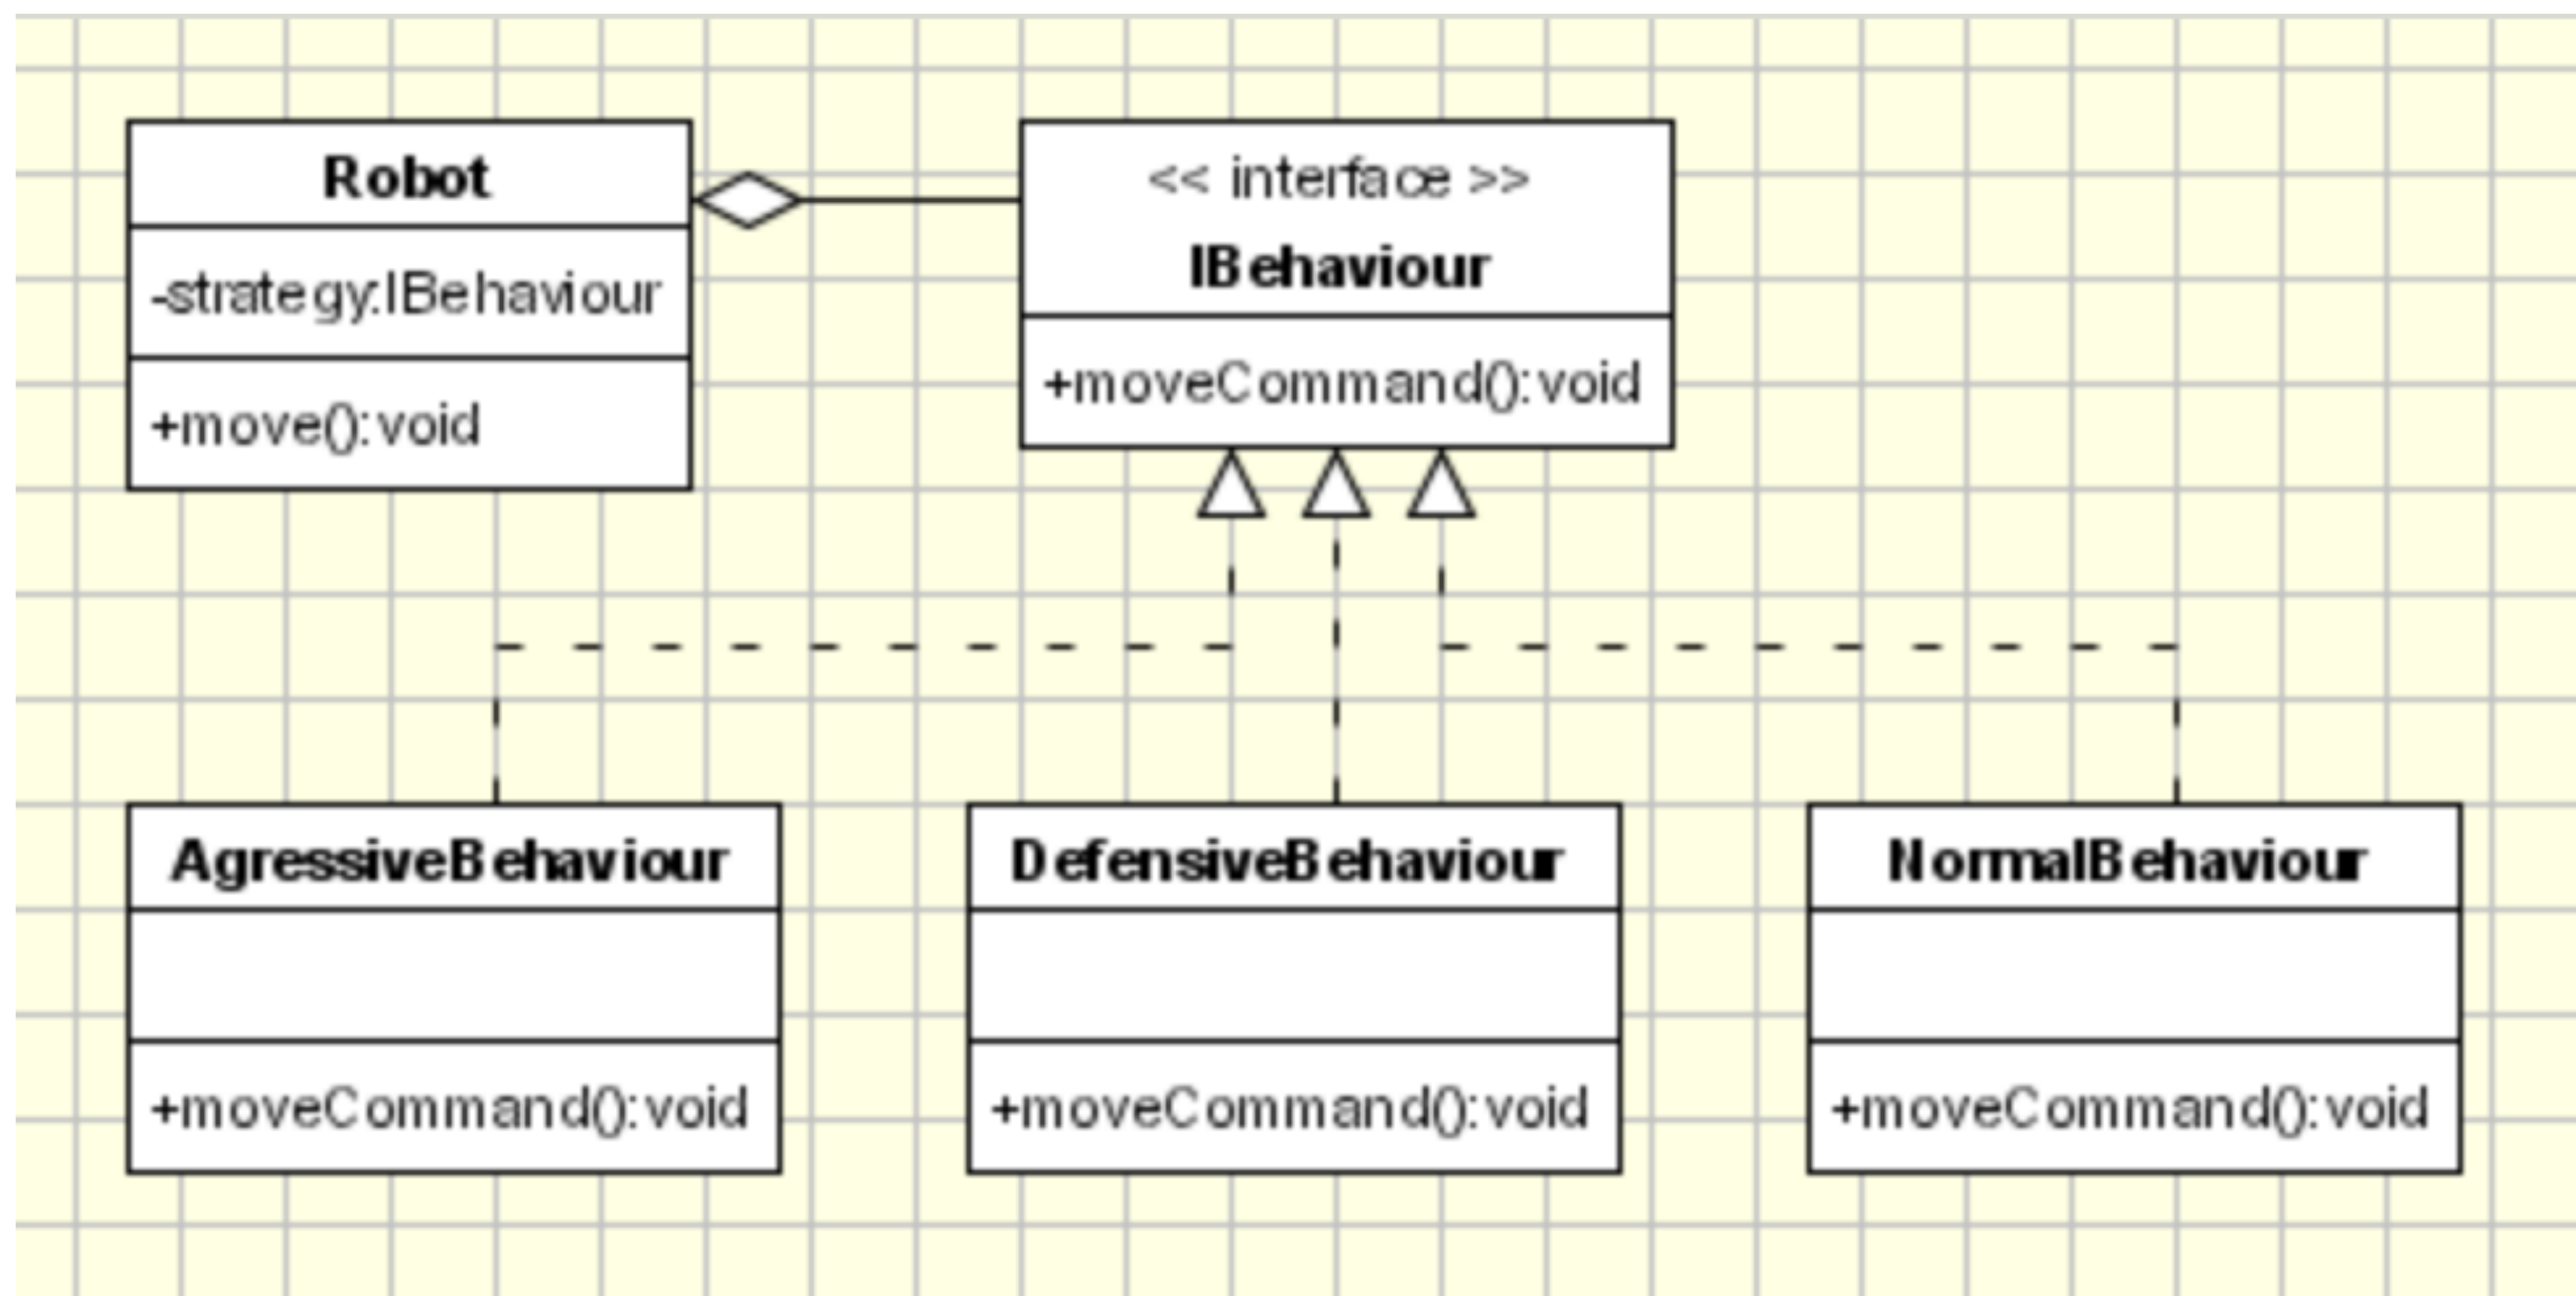 Robot
-strategy:IBehaviour
+move():void
<< interface >>
IBehaviour
+moveCommand():void
AgressiveBehaviour
+moveCommand():void
DefensiveBehaviour
+moveCommand():void
NormalBehaviour
+moveCommand():void